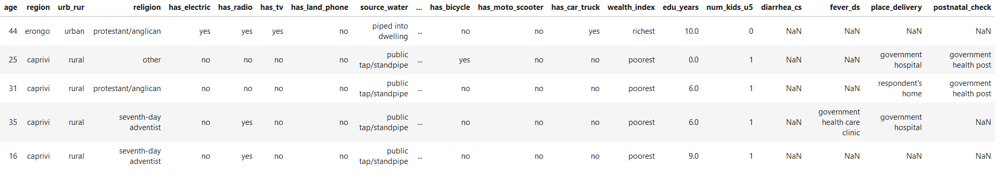 age region urb_rur religion has_electric has_radio has_tv has_land_phone source_water ... has_bicycle has_moto_scooter has_car_truck wealth_index edu_years num_kids_u5 diarrhea_cs fever_ds place_delivery postnatal_check
44 erongo urban protestant/anglican yes yes yes no piped into dwelling ... no no yes richest 10.0 0 NaN NaN NaN NaN
25 caprivi rural other no no no no public tap/standpipe ... yes no no poorest 0.0 1 NaN NaN government hospital government health post
31 caprivi rural protestant/anglican no no no no public tap/standpipe ... no no no poorest 6.0 1 NaN NaN respondent's home government health post
35 caprivi rural seventh-day adventist no yes no no public tap/standpipe ... no no no poorest 6.0 1 NaN government health care clinic government hospital NaN
16 caprivi rural seventh-day adventist no yes no no public tap/standpipe ... no no no poorest 9.0 1 NaN NaN NaN NaN